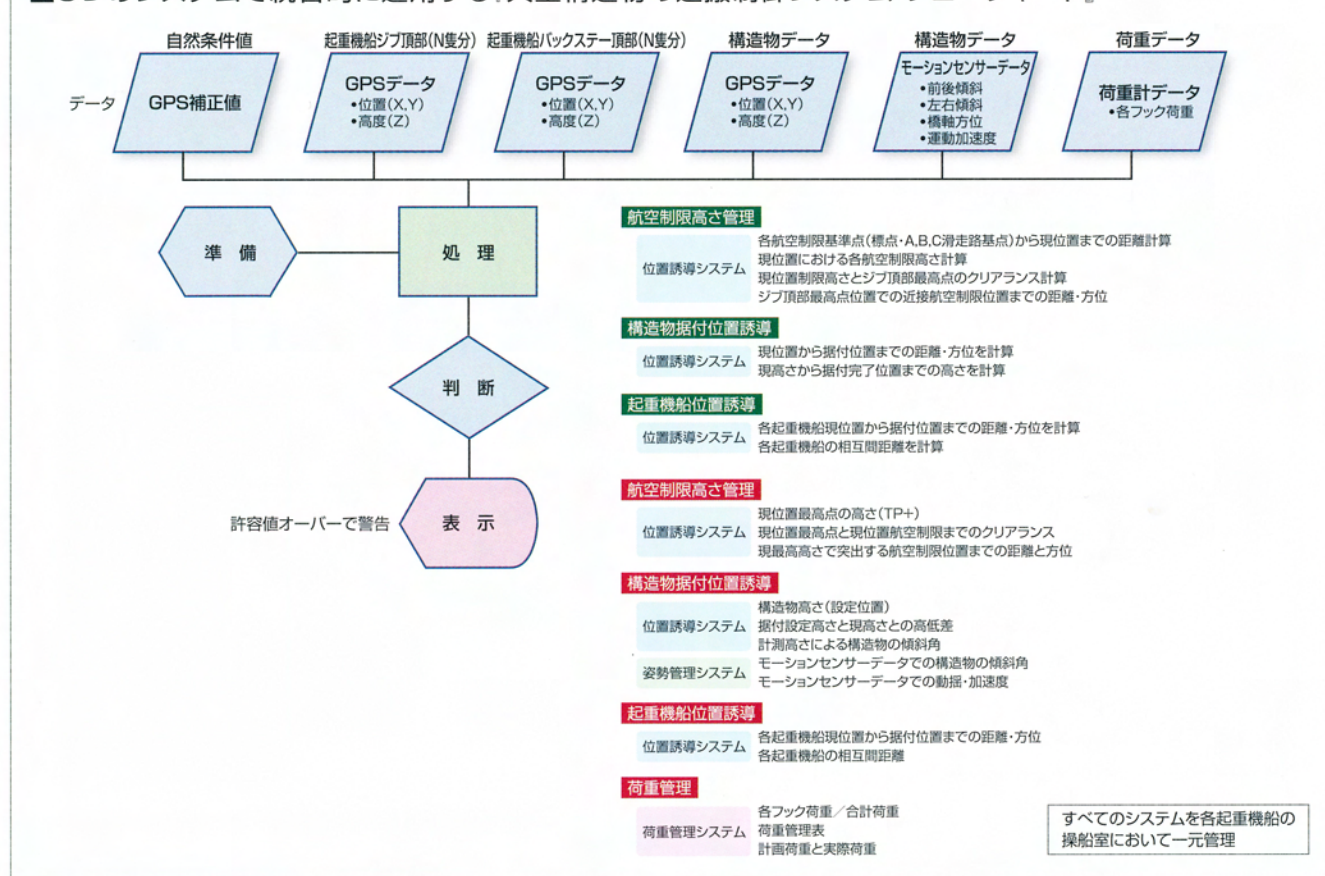 自然条件値
起重機船ジブ頂部(N隻分)
起重機船バックステー頂部(N隻分)
構造物データ
構造物データ
荷重データ
データ
GPS補正値
GPSデータ
•位置(X,Y)
•高度(Z)
GPSデータ
•位置(X,Y)
•高度(Z)
GPSデータ
•位置(X,Y)
•高度(Z)
モーションセンサーデータ
•前後傾斜
•左右傾斜
•橋軸方位
•運動加速度
荷重計データ
•各フック荷重
準 備
処 理
判 断
許容値オーバーで警告
表 示
航空制限高さ管理
位置誘導システム
各航空制限基準点(標点・A,B,C滑走路基点)から現位置までの距離計算
現位置における各航空制限高さ計算
現位置制限高さとジブ頂部最高点のクリアランス計算
ジブ頂部最高点位置での近接航空制限位置までの距離・方位
構造物据付位置誘導
位置誘導システム
現位置から据付位置までの距離・方位を計算
現高さから据付完了位置までの高さを計算
起重機船位置誘導
位置誘導システム
各起重機船現位置から据付位置までの距離・方位を計算
各起重機船の相互間距離を計算
航空制限高さ管理
位置誘導システム
現位置最高点の高さ(TP+)
現位置最高点と現位置航空制限までのクリアランス
現最高高さで突出する航空制限位置までの距離と方位
構造物据付位置誘導
位置誘導システム
構造物高さ(設定位置)
据付設定高さと現高さとの高低差
計測高さによる構造物の傾斜角
姿勢管理システム
モーションセンサーデータでの構造物の傾斜角
モーションセンサーデータでの動揺・加速度
起重機船位置誘導
位置誘導システム
各起重機船現位置から据付位置までの距離・方位
各起重機船の相互間距離
荷重管理
荷重管理システム
各フック荷重/合計荷重
荷重管理表
計画荷重と実際荷重
すべてのシステムを各起重機船の
操船室において一元管理